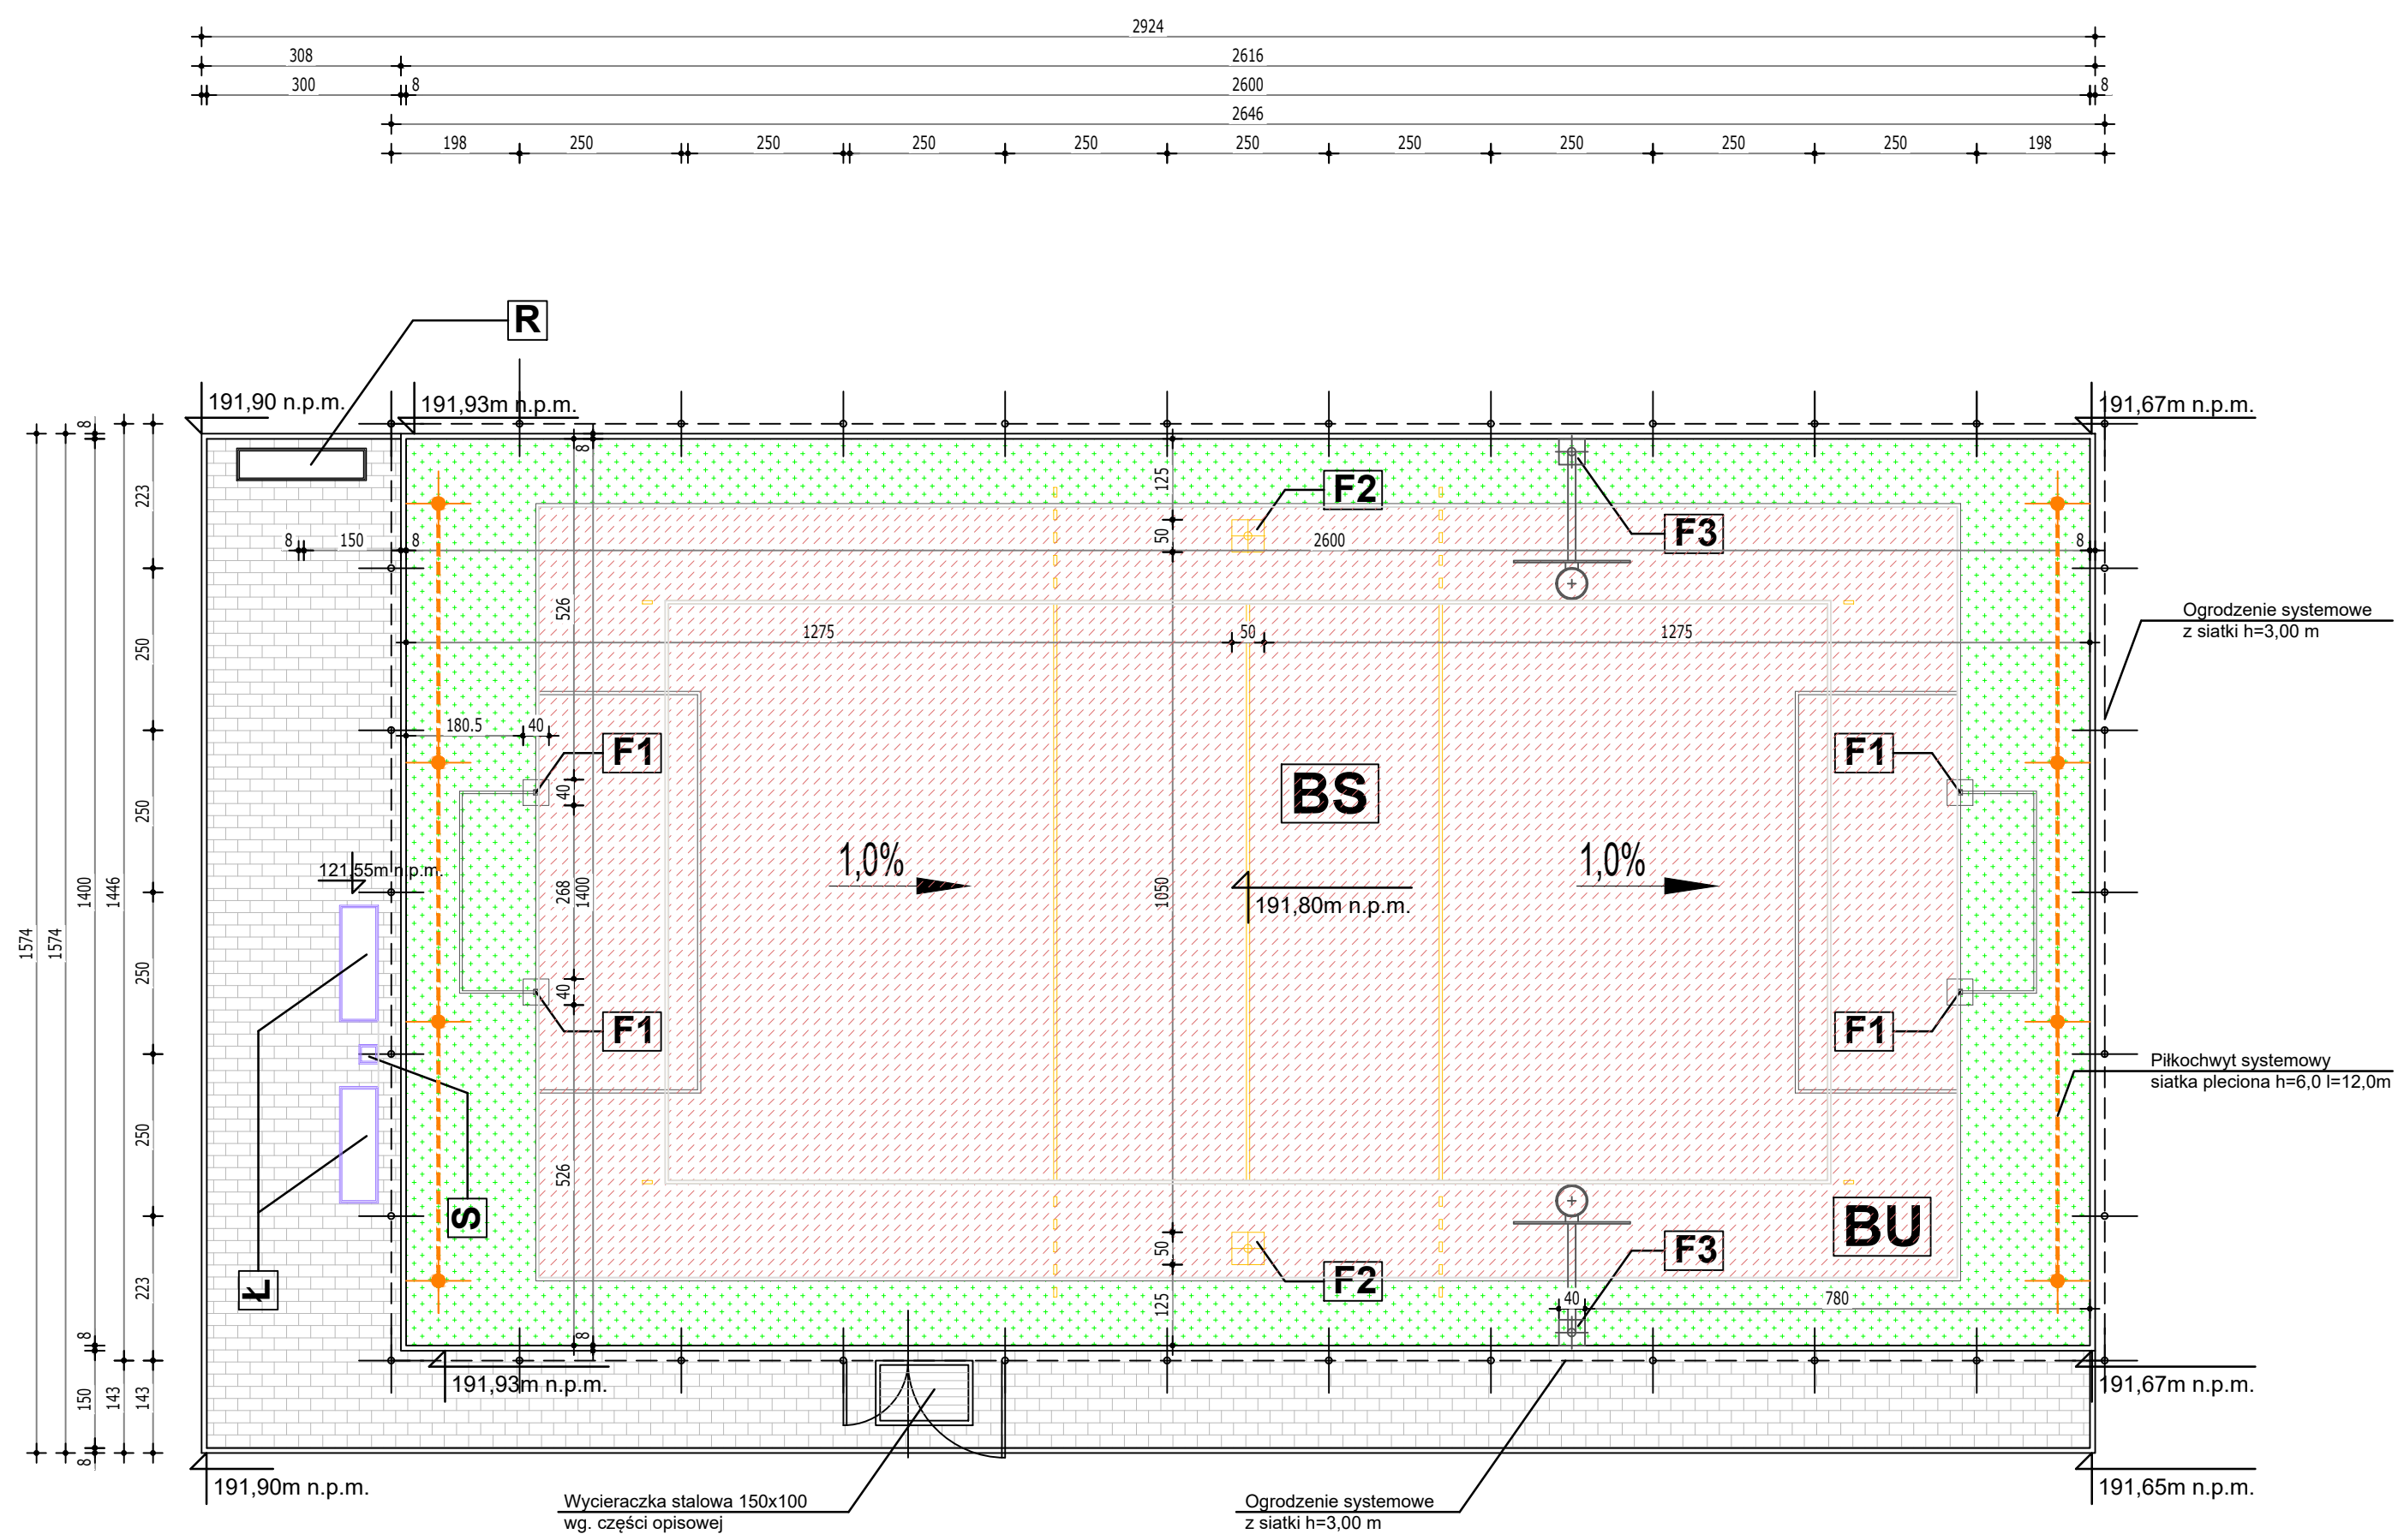 2924
308 2616
300 8 2600 8
2646
198 250 250 250 250 250 250 250 250 250 198
R
191,90 n.p.m. 191,93m n.p.m. 191,67m n.p.m.
8 8
223 125
F2
F3
8 150 8 50 2600 8
526
Ogrodzenie systemowe
z siatki h=3,00 m
250 1275 50 1275
180.5 40
F1 F1
250 40
BS
1,0% 1,0%
121,55m n.p.m.
1574 1574 1400 1446 268 1400 1050
191,80m n.p.m.
250 40
F1 F1
Piłkochwyt systemowy
siatka pleciona h=6,0 l=12,0m
250 526
S BU
50 F3
Ł 223 F2
125 40 780
8 8
191,93m n.p.m. 191,67m n.p.m.
150 143 143
8
191,90m n.p.m. 191,65m n.p.m.
Wycieraczka stalowa 150x100
wg. części opisowej
Ogrodzenie systemowe
z siatki h=3,00 m